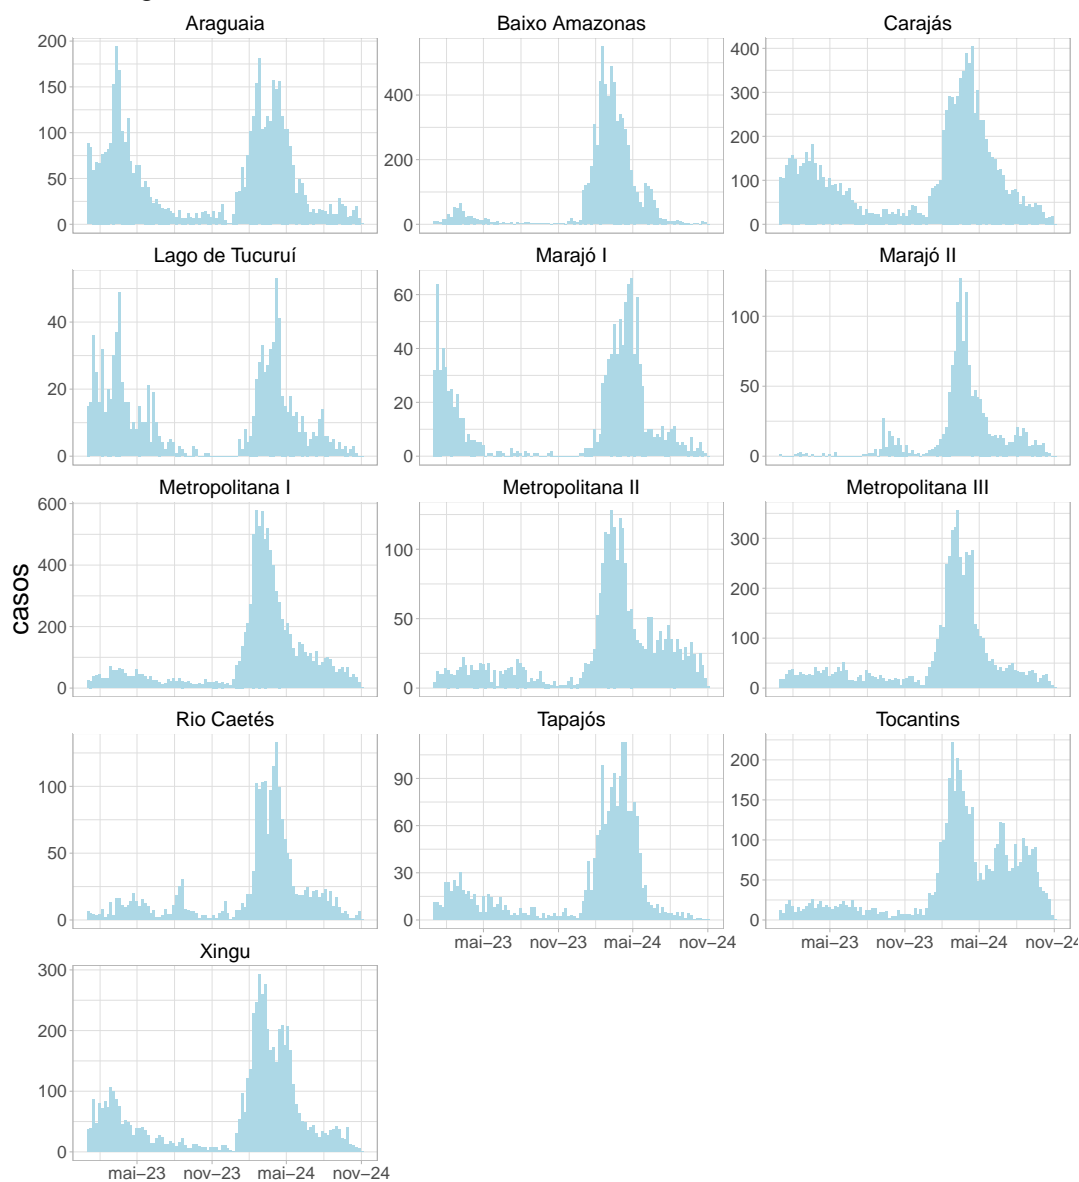 Araguaia
Baixo Amazonas
Carajás
200
150
100
50
0
400
200
0
400
300
200
100
0
Lago de Tucuruí
Marajó I
Marajó II
40
20
0
60
40
20
0
100
50
0
Metropolitana I
Metropolitana II
Metropolitana III
600
400
200
0
100
50
0
300
200
100
0
casos
Rio Caetés
Tapajós
Tocantins
100
50
0
90
60
30
0
200
150
100
50
0
mai−23 nov−23 mai−24 nov−24
mai−23 nov−23 mai−24 nov−24
Xingu
300
200
100
0
mai−23 nov−23 mai−24 nov−24